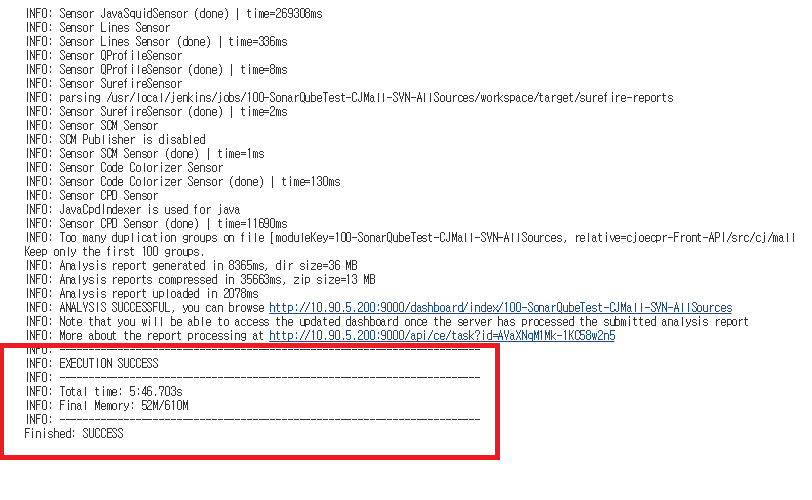 INFO: Sensor JavaSquidSensor (done) | time=269308ms
INFO: Sensor Lines Sensor
INFO: Sensor Lines Sensor (done) | time=336ms
INFO: Sensor QProfileSensor
INFO: Sensor QProfileSensor (done) | time=8ms
INFO: Sensor SurefireSensor
INFO: parsing /usr/local/jenkins/jobs/100-SonarQubeTest-CJMall-SVN-AllSources/workspace/target/surefire-reports
INFO: Sensor SurefireSensor (done) | time=2ms
INFO: Sensor SCM Sensor
INFO: SCM Publisher is disabled
INFO: Sensor SCM Sensor (done) | time=1ms
INFO: Sensor Code Colorizer Sensor
INFO: Sensor Code Colorizer Sensor (done) | time=130ms
INFO: Sensor CPD Sensor
INFO: JavaCpdIndexer is used for java
INFO: Sensor CPD Sensor (done) | time=11690ms
INFO: Too many duplication groups on file [moduleKey=100-SonarQubeTest-CJMall-SVN-AllSources, relative=cjoecpr-Front-API/src/cj/mall
Keep only the first 100 groups.
INFO: Analysis report generated in 8365ms, dir size=36 MB
INFO: Analysis reports compressed in 35663ms, zip size=13 MB
INFO: Analysis report uploaded in 2078ms
INFO: ANALYSIS SUCCESSFUL, you can browse http://10.90.5.200:9000/dashboard/index/100-SonarQubeTest-CJMall-SVN-AllSources
INFO: Note that you will be able to access the updated dashboard once the server has processed the submitted analysis report
INFO: More about the report processing at http://10.90.5.200:9000/api/ce/task?id=AVaXNqM1Mk-1KC58w2n5
INFO: ------------------------------------------------------------------------
INFO: EXECUTION SUCCESS
INFO: ------------------------------------------------------------------------
INFO: Total time: 5:46.703s
INFO: Final Memory: 52M/610M
INFO: ------------------------------------------------------------------------
Finished: SUCCESS